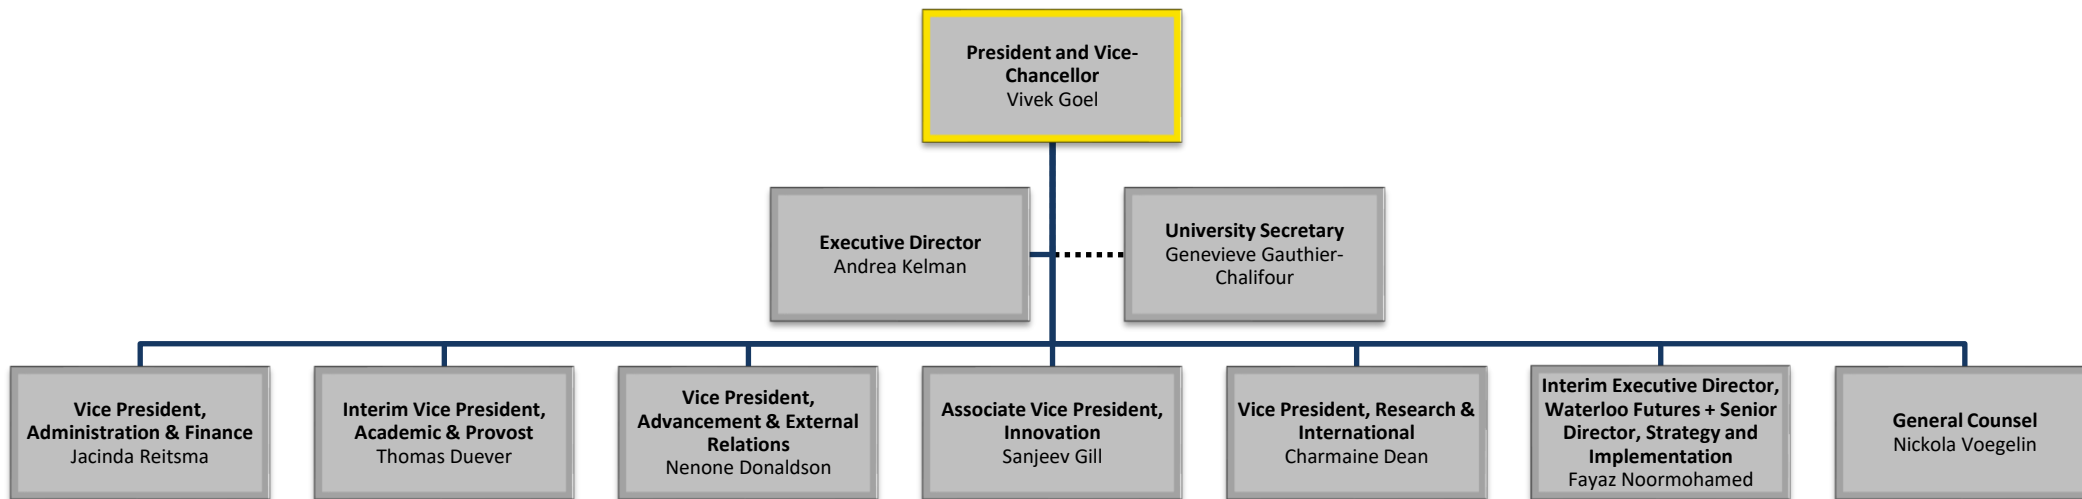 President and Vice-
Chancellor
Vivek Goel
Executive Director
Andrea Kelman
University Secretary
Genevieve Gauthier-
Chalifour
Vice President,
Administration & Finance
Jacinda Reitsma
Interim Vice President,
Academic & Provost
Thomas Duever
Vice President,
Advancement & External
Relations
Nenone Donaldson
Associate Vice President,
Innovation
Sanjeev Gill
Vice President, Research &
International
Charmaine Dean
Interim Executive Director,
Waterloo Futures + Senior
Director, Strategy and
Implementation
Fayaz Noormohamed
General Counsel
Nickola Voegelin